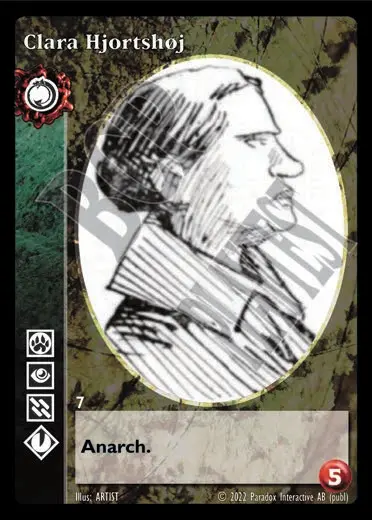 Clara Hjortshøj
7
Anarch.
5
Illus: ARTIST
© 2022 Paradox Interactive AB (publ)